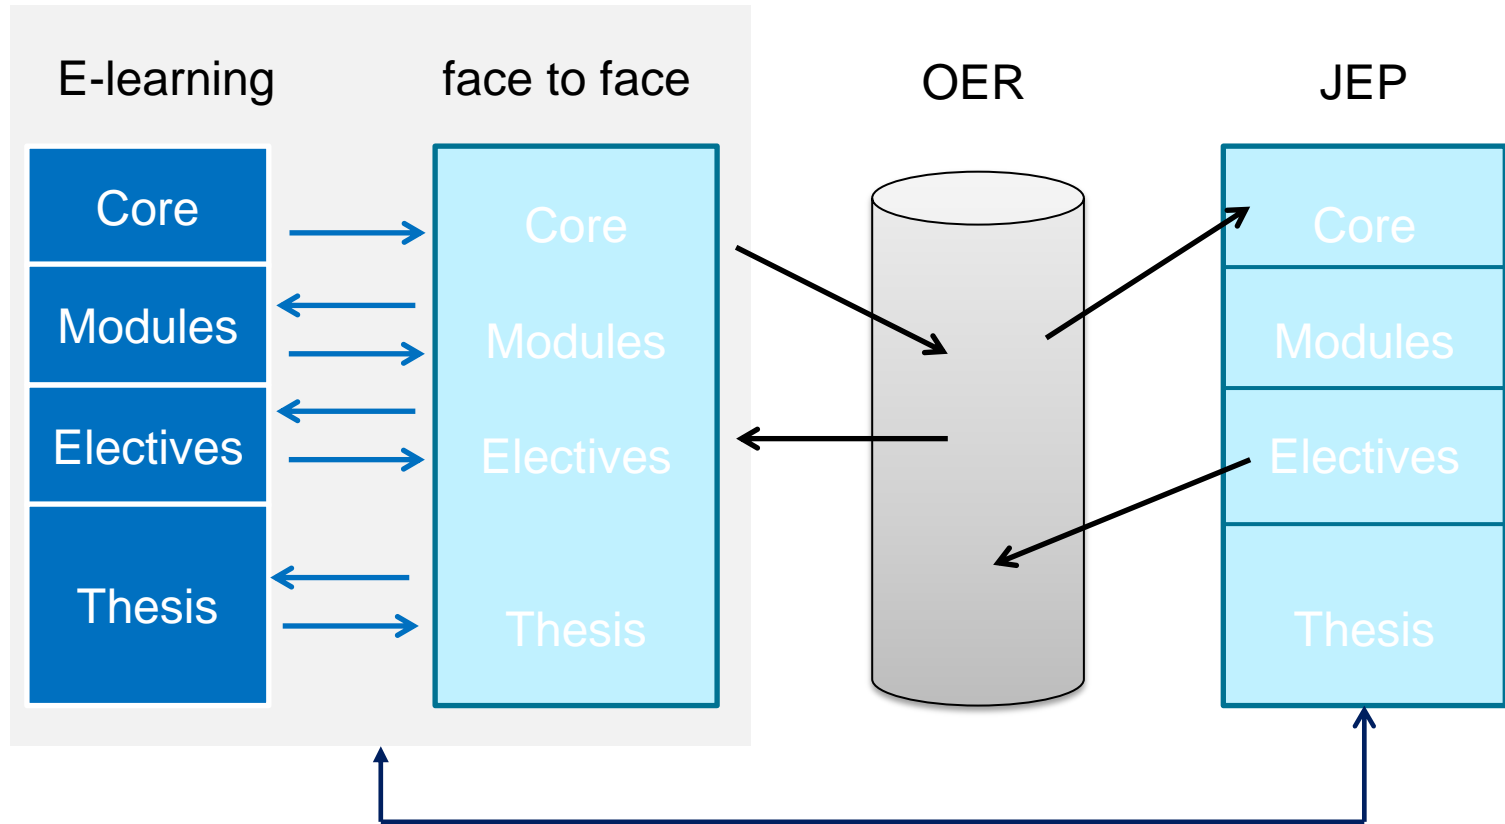 E-learning
face to face
OER
JEP
Core
Modules
Electives
Thesis
Core
Modules
Electives
Thesis
Core
Modules
Electives
Thesis